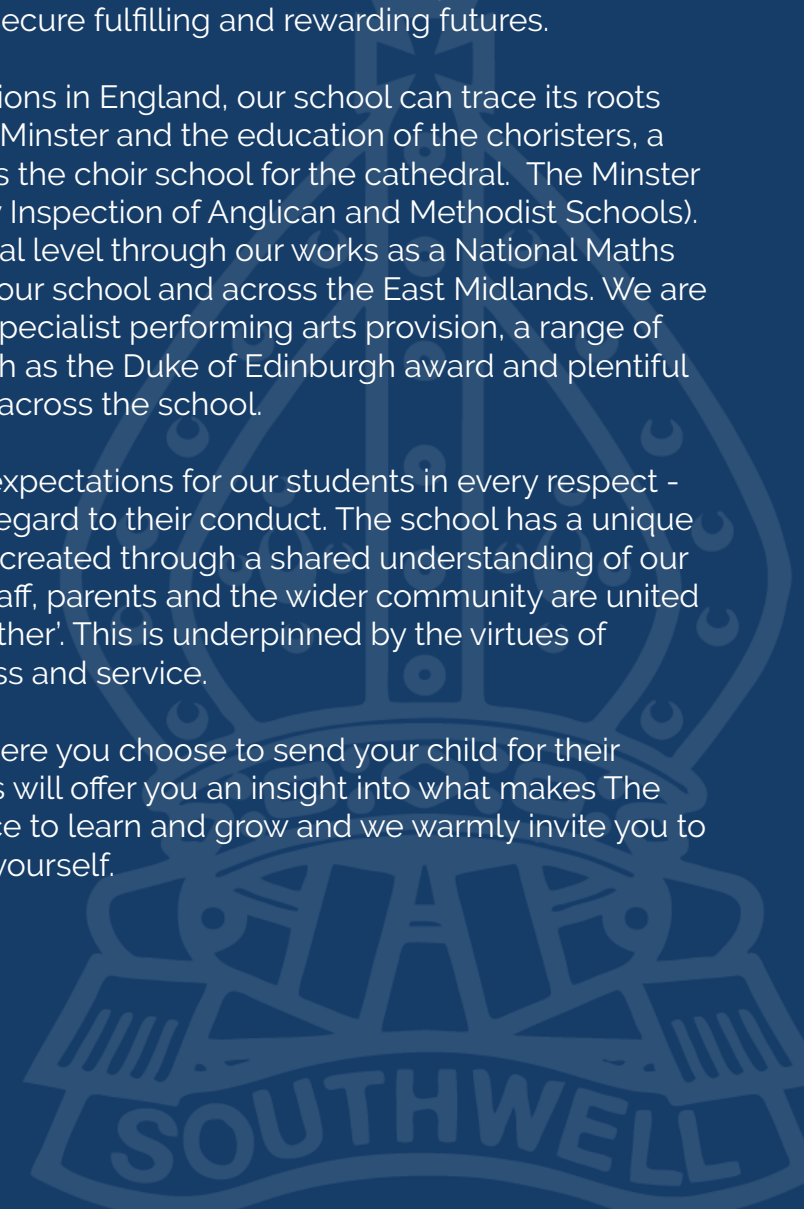 ecure fulfilling and rewarding futures.
ions in England, our school can trace its roots
Minster and the education of the choristers, a
s the choir school for the cathedral.  The Minster
Inspection of Anglican and Methodist Schools).
al level through our works as a National Maths
our school and across the East Midlands. We are
pecialist performing arts provision, a range of
h as the Duke of Edinburgh award and plentiful
across the school.
expectations for our students in every respect -
egard to their conduct. The school has a unique
created through a shared understanding of our
aff, parents and the wider community are united
ther’. This is underpinned by the virtues of
ss and service.
ere you choose to send your child for their
s will offer you an insight into what makes The
ce to learn and grow and we warmly invite you to
yourself.
SOUTHWELL